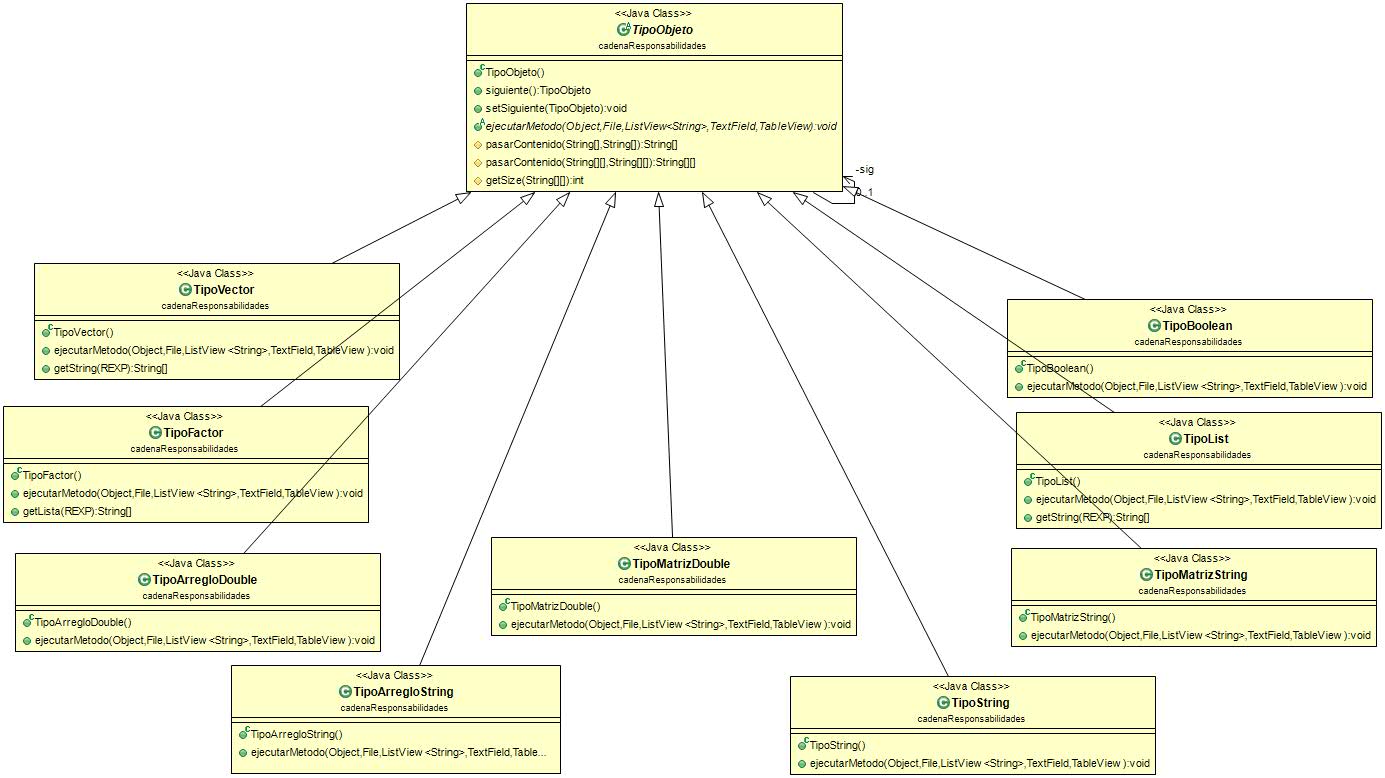 <<Java Class>>
TipoObjeto
cadenaResponsabilidades
TipoObjeto()
siguiente():TipoObjeto
setSiguiente(TipoObjeto):void
ejecutarMetodo(Object,File,ListView<String>,TextField,TableView):void
pasarContenido(String[],String[]):String[]
pasarContenido(String[][],String[][]):String[][]
getSize(String[][]):int
-sig
0..1
<<Java Class>>
TipoVector
cadenaResponsabilidades
TipoVector()
ejecutarMetodo(Object,File,ListView <String>,TextField,TableView ):void
getString(REXP):String[]
<<Java Class>>
TipoBoolean
cadenaResponsabilidades
TipoBoolean()
ejecutarMetodo(Object,File,ListView <String>,TextField,TableView ):void
<<Java Class>>
TipoFactor
cadenaResponsabilidades
TipoFactor()
ejecutarMetodo(Object,File,ListView <String>,TextField,TableView ):void
getLista(REXP):String[]
<<Java Class>>
TipoList
cadenaResponsabilidades
TipoList()
ejecutarMetodo(Object,File,ListView <String>,TextField,TableView ):void
getString(REXP):String[]
<<Java Class>>
TipoArregloDouble
cadenaResponsabilidades
TipoArregloDouble()
ejecutarMetodo(Object,File,ListView <String>,TextField,TableView ):void
<<Java Class>>
TipoMatrizDouble
cadenaResponsabilidades
TipoMatrizDouble()
ejecutarMetodo(Object,File,ListView <String>,TextField,TableView ):void
<<Java Class>>
TipoMatrizString
cadenaResponsabilidades
TipoMatrizString()
ejecutarMetodo(Object,File,ListView <String>,TextField,TableView ):void
<<Java Class>>
TipoArregloString
cadenaResponsabilidades
TipoArregloString()
ejecutarMetodo(Object,File,ListView <String>,TextField,Table...
<<Java Class>>
TipoString
cadenaResponsabilidades
TipoString()
ejecutarMetodo(Object,File,ListView <String>,TextField,TableView ):void